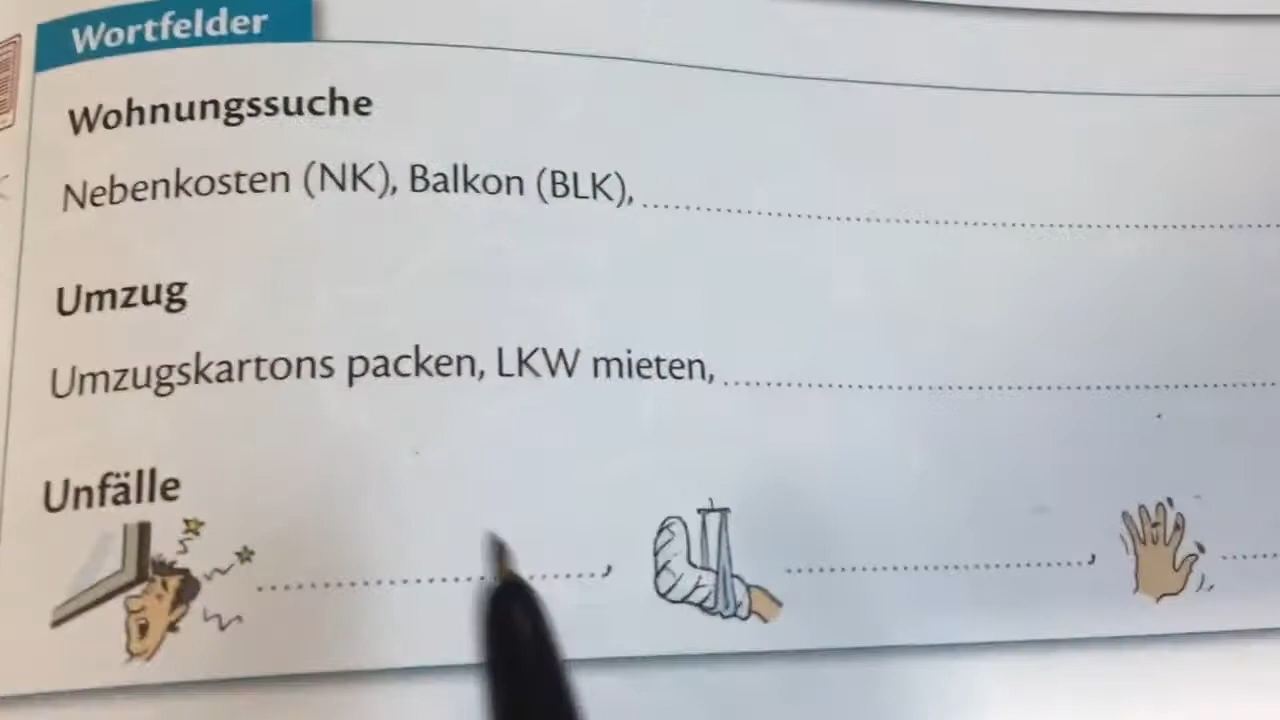 Wortfelder
Wohnungssuche
Nebenkosten (NK), Balkon (BLK), ..........
Umzug
Umzugskartons packen, LKW mieten, ..........
Unfälle
.........., .........., ..........